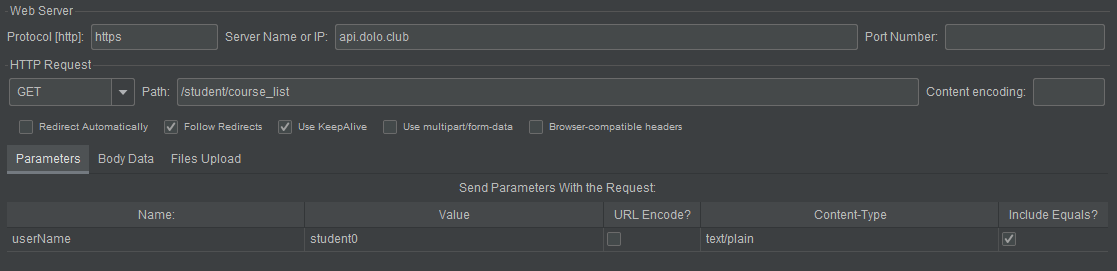 Web Server
Protocol [http]: https Server Name or IP: api.dolo.club Port Number:
HTTP Request
GET Path: /student/course_list Content encoding:
Redirect Automatically Follow Redirects Use KeepAlive Use multipart/form-data Browser-compatible headers
Parameters Body Data Files Upload
Send Parameters With the Request:
Name: Value URL Encode? Content-Type Include Equals?
userName student0 text/plain